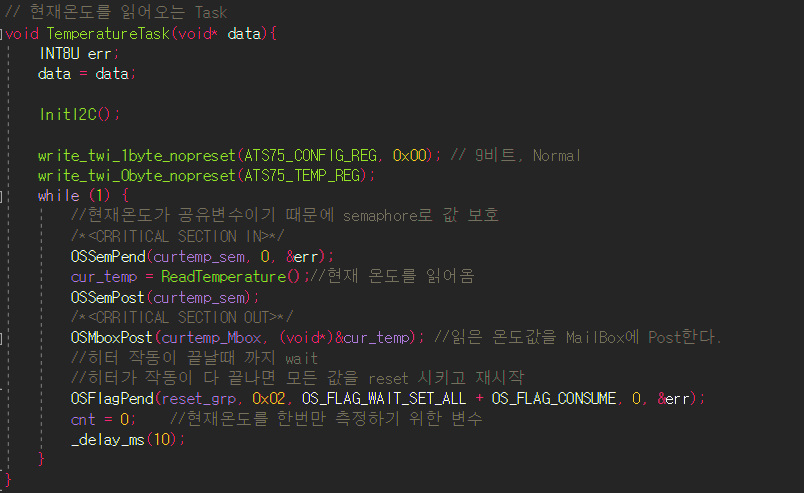 // 현재온도를 읽어오는 Task
void TemperatureTask(void* data){
INT8U err;
data = data;
InitI2C();
write_twi_1byte_nopreset(ATS75_CONFIG_REG, 0x00); // 9비트, Normal
write_twi_0byte_nopreset(ATS75_TEMP_REG);
while (1) {
//현재온도가 공유변수이기 때문에 semaphore로 값 보호
/*<CRRITICAL SECTION IN>*/
OSSemPend(curtemp_sem, 0, &err);
cur_temp = ReadTemperature();//현재 온도를 읽어옴
OSSemPost(curtemp_sem);
/*<CRRITICAL SECTION OUT>*/
OSMboxPost(curtemp_Mbox, (void*)&cur_temp); //읽은 온도값을 MailBox에 Post한다.
//히터 작동이 끝날때 까지 wait
//히터가 작동이 다 끝나면 모든 값을 reset 시키고 재시작
OSFlagPend(reset_grp, 0x02, OS_FLAG_WAIT_SET_ALL + OS_FLAG_CONSUME, 0, &err);
cnt = 0; //현재온도를 한번만 측정하기 위한 변수
_delay_ms(10);
}
}